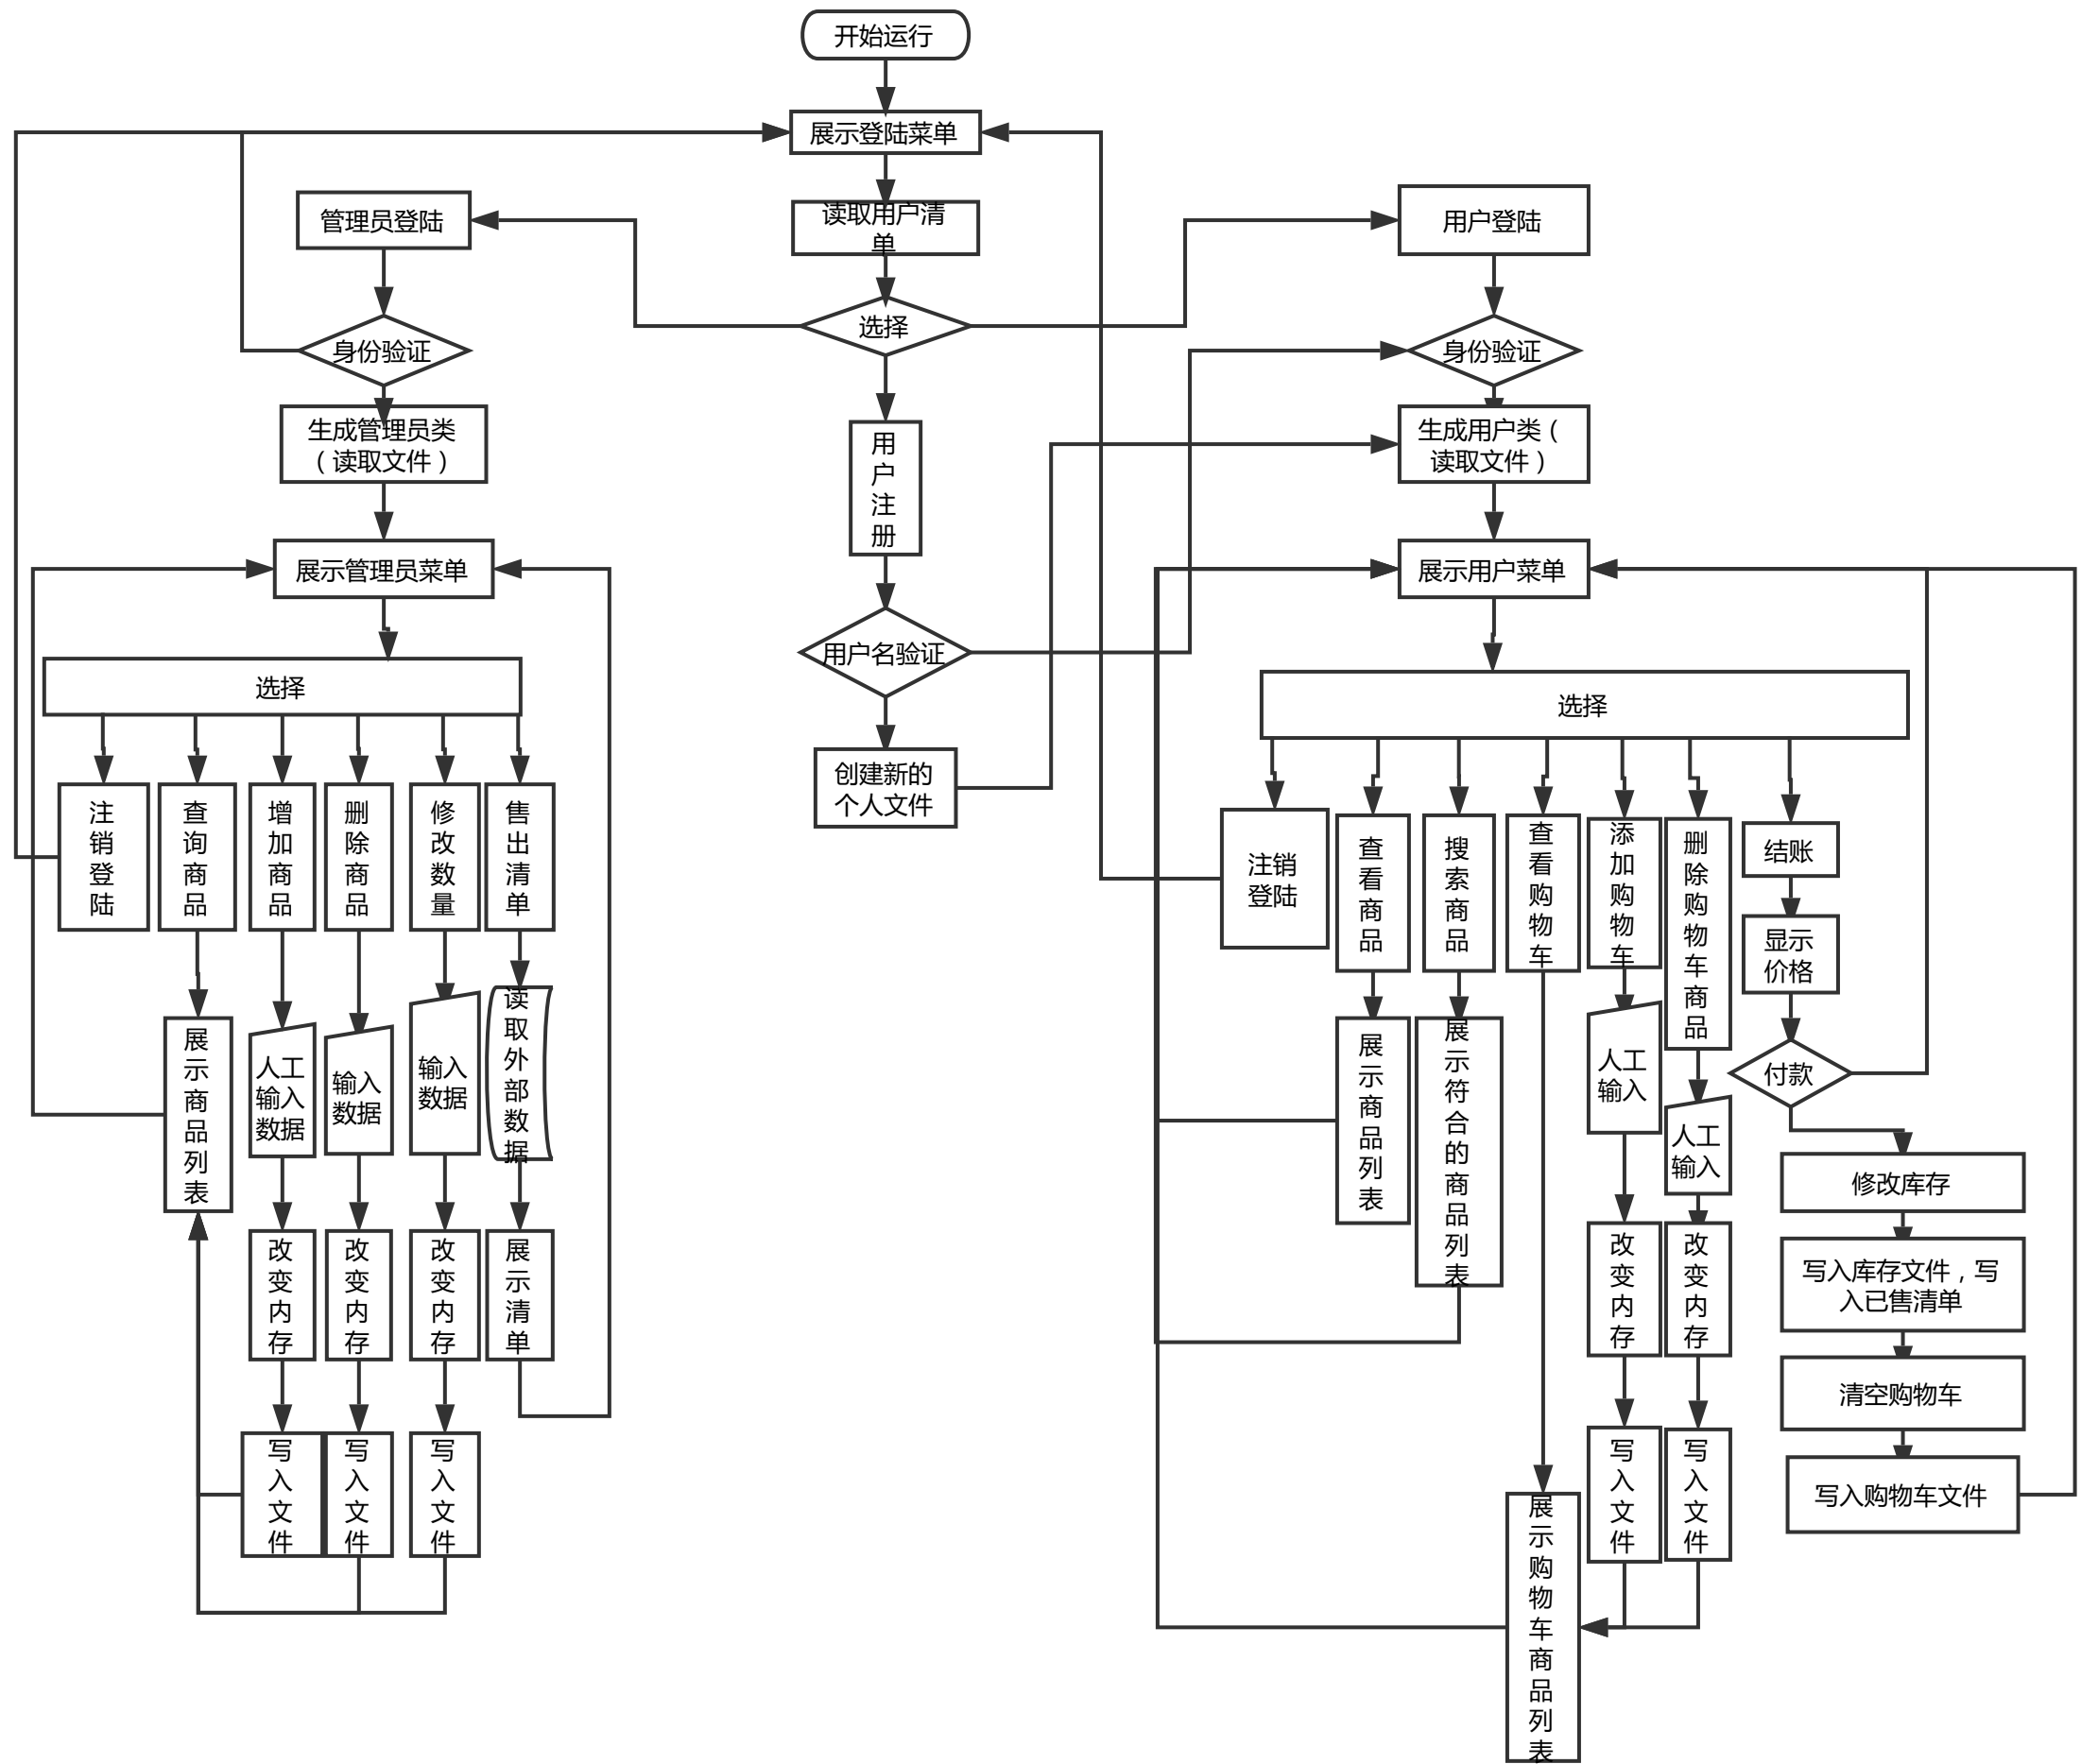 开始运行
展示登陆菜单
读取用户清
单
管理员登陆
用户登陆
选择
身份验证
身份验证
生成管理员类
（读取文件）
用
户
注
册
生成用户类（
读取文件）
展示管理员菜单
展示用户菜单
用户名验证
选择
选择
创建新的
个人文件
注
销
登
陆
查
询
商
品
增
加
商
品
删
除
商
品
修
改
数
量
售
出
清
单
注销
登陆
查
看
商
品
搜
索
商
品
查
看
购
物
车
添
加
购
物
车
删
除
购
物
车
商
品
结账
显示
价格
付款
展
示
商
品
列
表
人工
输入
数据
输入
数据
输入
数据
读
取
外
部
数
据
展
示
商
品
列
表
展
示
符
合
的
商
品
列
表
人工
输入
人工
输入
修改库存
改
变
内
存
改
变
内
存
改
变
内
存
展
示
清
单
改
变
内
存
改
变
内
存
写入库存文件，写
入已售清单
清空购物车
写
入
文
件
写
入
文
件
写
入
文
件
写
入
文
件
写
入
文
件
写入购物车文件
展
示
购
物
车
商
品
列
表